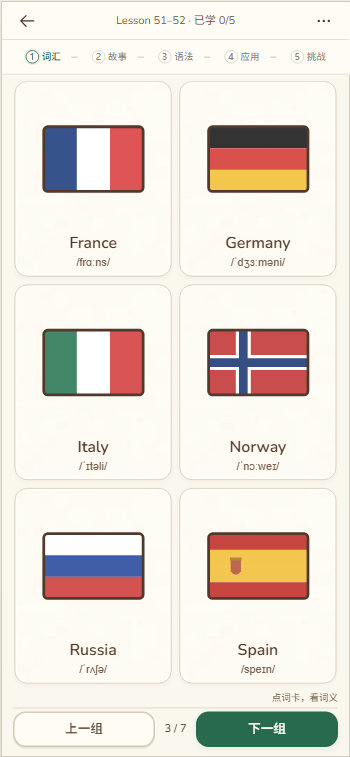 Lesson 51–52 · 已学 0/5
1 词汇 – 2 故事 – 3 语法 – 4 应用 – 5 挑战
France Germany
/frɑːns/ /ˈdʒɜːməni/
Italy Norway
/ˈɪtəli/ /ˈnɔːweɪ/
Russia Spain
/ˈrʌʃə/ /speɪn/
点词卡，看词义
上一组 3 / 7 下一组